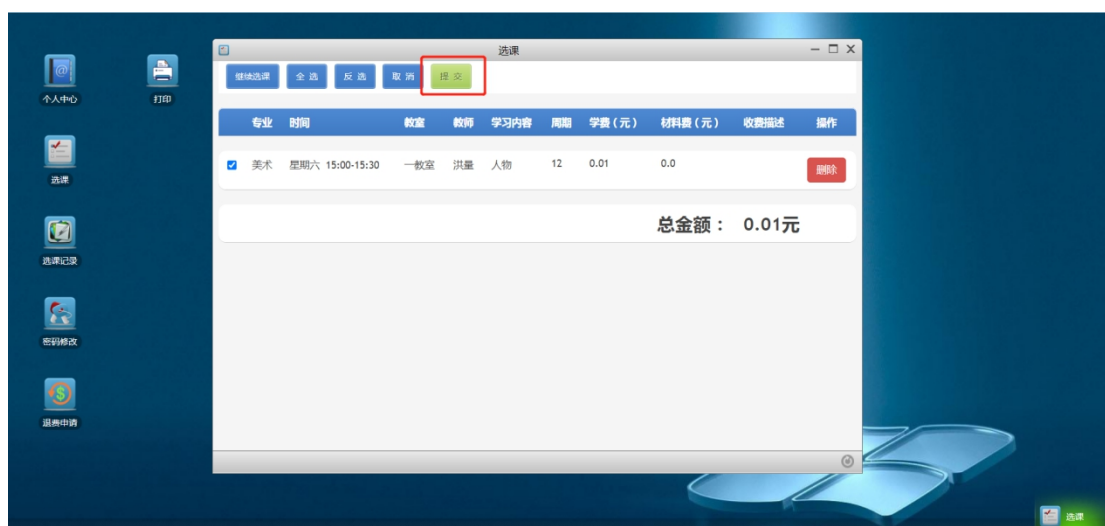 选课
继续选课 全 选 反 选 取 消 提 交
专业 时间 教室 教师 学习内容 周期 学费（元） 材料费（元） 收费描述 操作
美术 星期六 15:00-15:30 一教室 洪量 人物 12 0.01 0.0 删除
总金额： 0.01元
个人中心 打印
选课
选课记录
密码修改
退费申请
选课